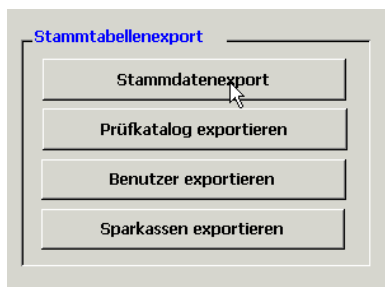 Stammtabellenexport
Stammdatenexport
Prüfkatalog exportieren
Benutzer exportieren
Sparkassen exportieren